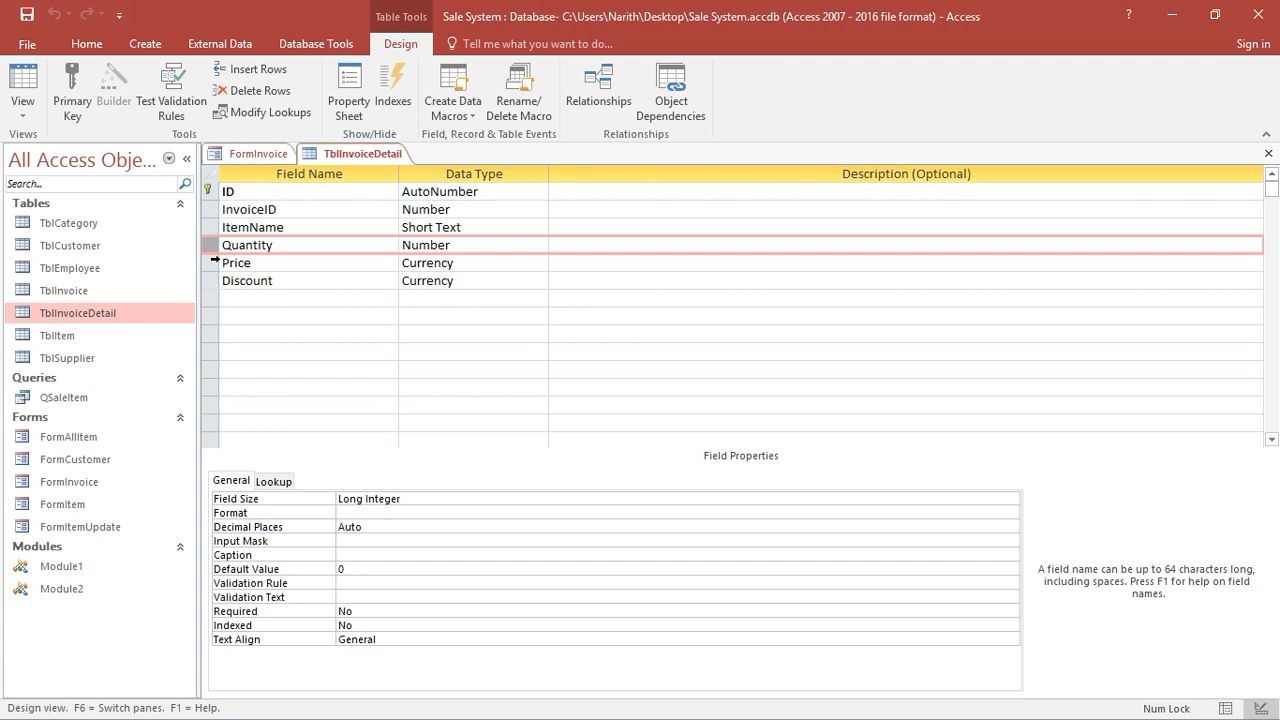 Table Tools
Sale System : Database- C:\Users\Narith\Desktop\Sale System.accdb (Access 2007 - 2016 file format) - Access
?
File
Home
Create
External Data
Database Tools
Design
Tell me what you want to do...
Sign in
View
Primary
Key
Builder
Test Validation
Rules
Insert Rows
Delete Rows
Modify Lookups
Property
Sheet
Indexes
Create Data
Macros
Rename/
Delete Macro
Relationships
Object
Dependencies
Views
Tools
Show/Hide
Field, Record & Table Events
Relationships
All Access Obje...
Search...
Tables
TblCategory
TblCustomer
TblEmployee
TblInvoice
TblInvoiceDetail
TblItem
TblSupplier
Queries
QSaleItem
Forms
FormAllItem
FormCustomer
FormInvoice
FormItem
FormItemUpdate
Modules
Module1
Module2
FormInvoice
TblInvoiceDetail
Field Name Data Type Description (Optional)
ID AutoNumber
InvoiceID Number
ItemName Short Text
Quantity Number
Price Currency
Discount Currency
Field Properties
General
Lookup
Field Size Long Integer
Format
Decimal Places Auto
Input Mask
Caption
Default Value 0
Validation Rule
Validation Text
Required No
Indexed No
Text Align General
A field name can be up to 64 characters long,
including spaces. Press F1 for help on field
names.
Design view. F6 = Switch panes. F1 = Help.
Num Lock